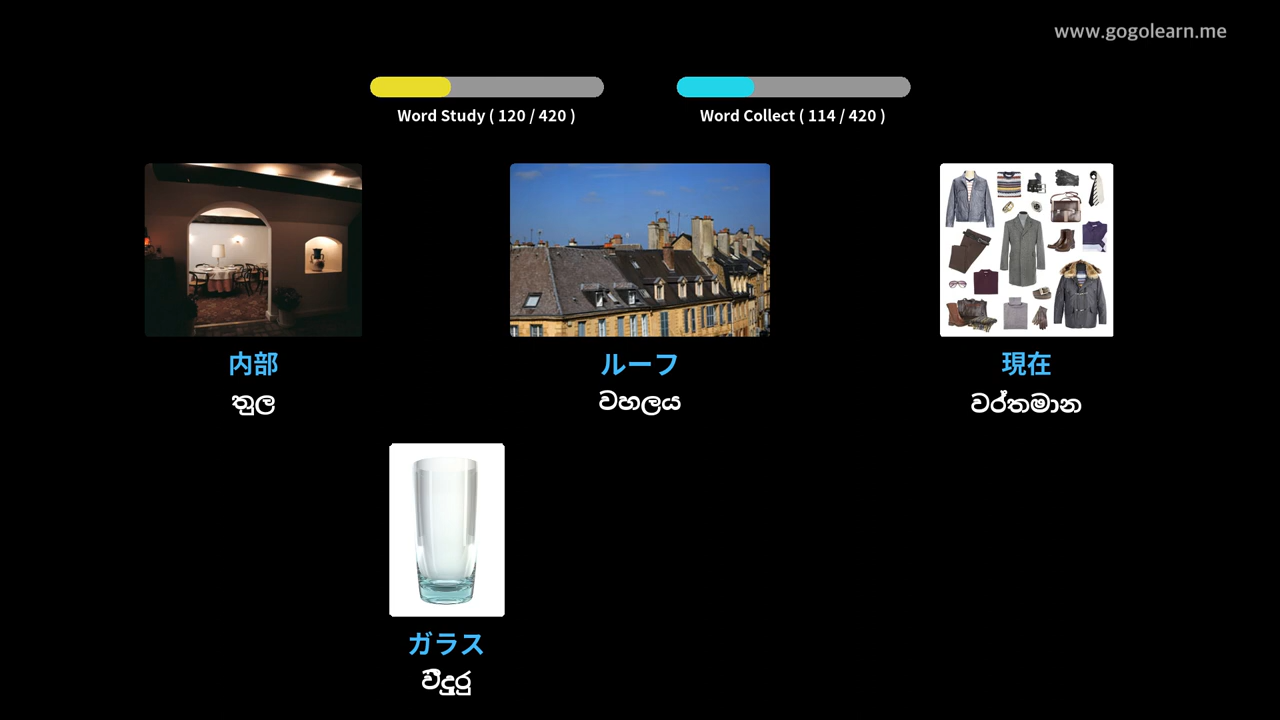 www.gogolearn.me
Word Study ( 120 / 420 )
Word Collect ( 114 / 420 )
内部
තුල
ルーフ
වහලය
現在
වර්තමාන
ガラス
වීදුරු